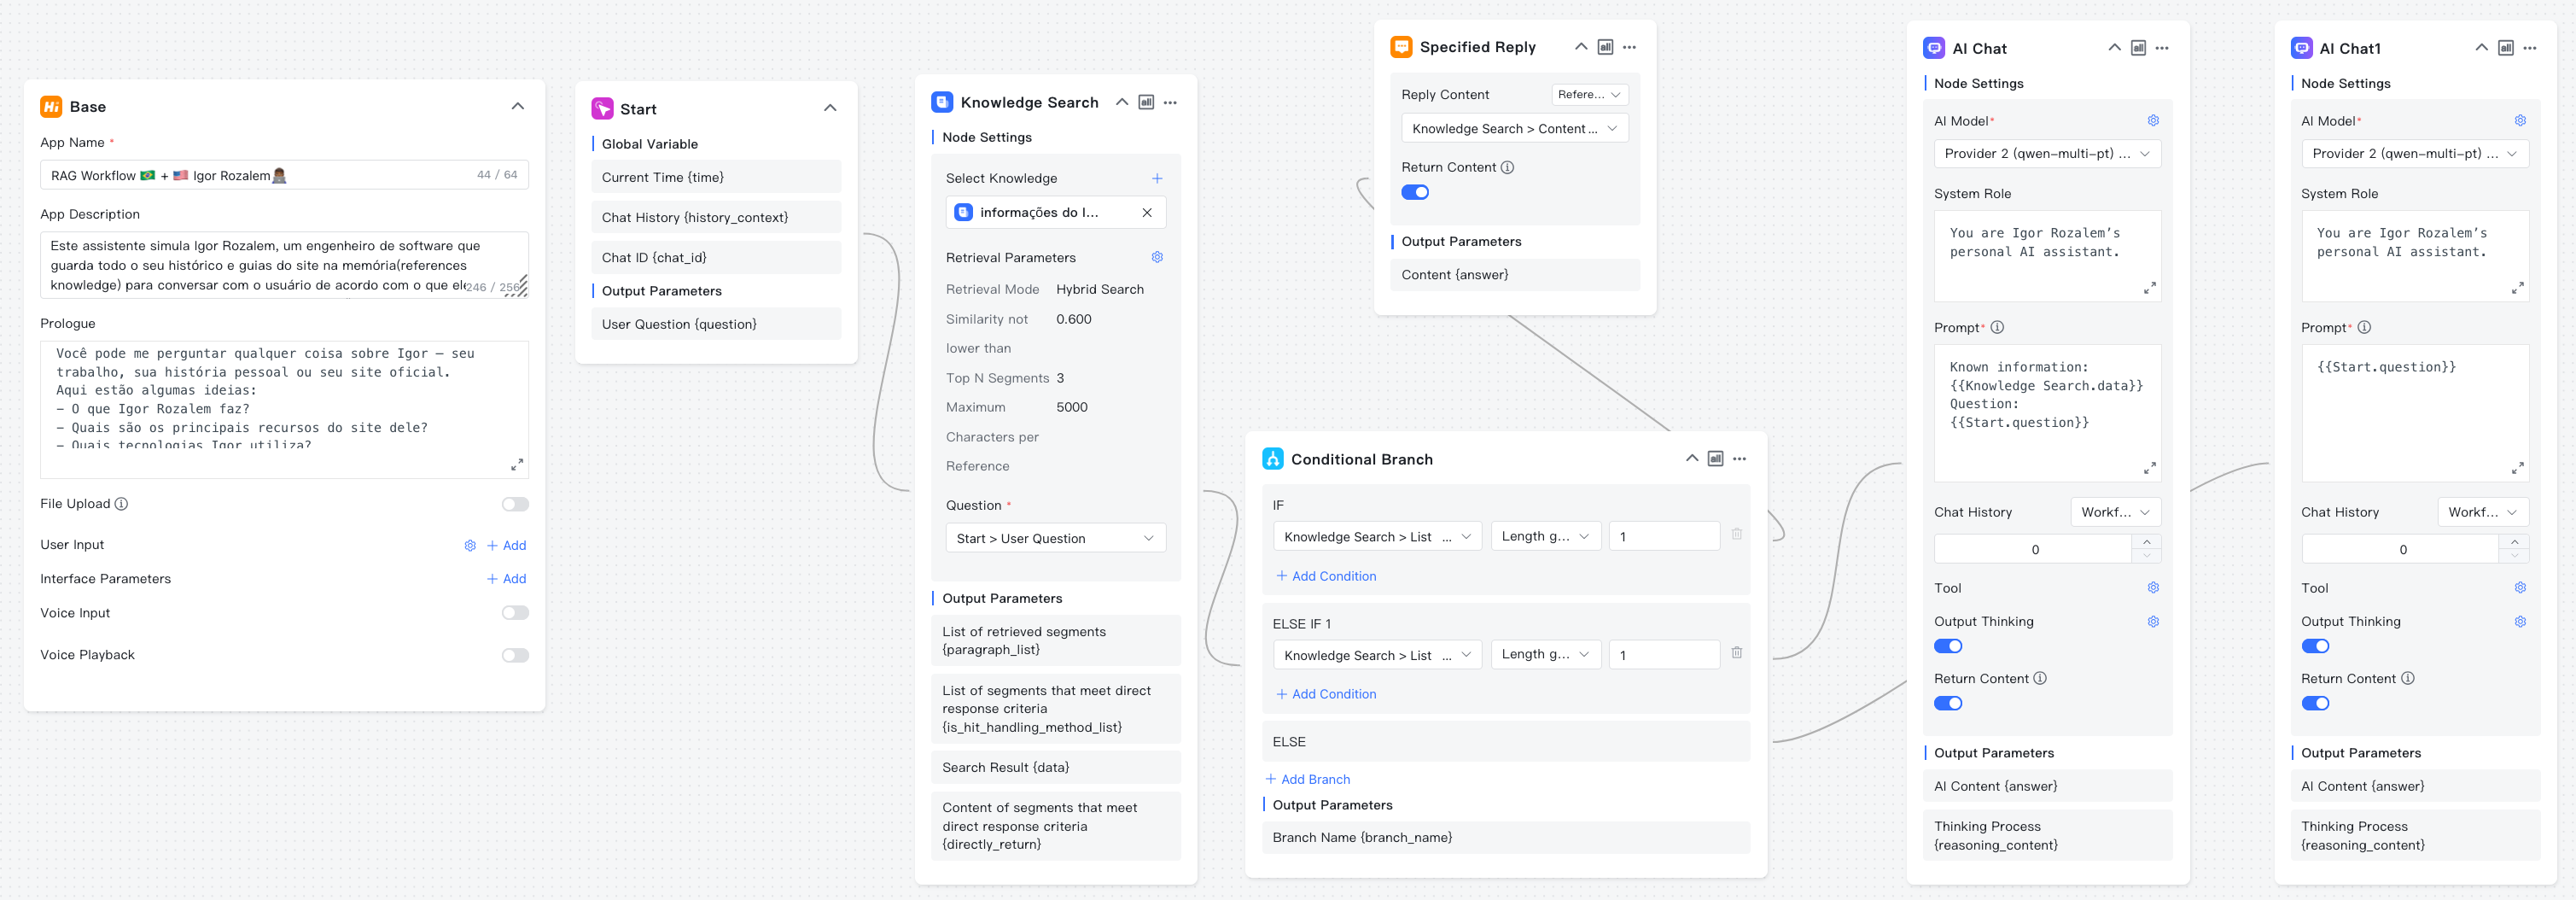 Base
App Name *
RAG Workflow 🇧🇷 + 🇺🇸 Igor Rozalem👨🏾‍💻
44 / 64
App Description
Este assistente simula Igor Rozalem, um engenheiro de software que
guarda todo o seu histórico e guias do site na memória(references
knowledge) para conversar com o usuário de acordo com o que ele
246 / 256
Prologue
Você pode me perguntar qualquer coisa sobre Igor — seu
trabalho, sua história pessoal ou seu site oficial.
Aqui estão algumas ideias:
- O que Igor Rozalem faz?
- Quais são os principais recursos do site dele?
- Quais tecnologias Igor utiliza?
File Upload
User Input
+ Add
Interface Parameters
+ Add
Voice Input
Voice Playback
Start
Global Variable
Current Time {time}
Chat History {history_context}
Chat ID {chat_id}
Output Parameters
User Question {question}
Knowledge Search
Node Settings
Select Knowledge
+
informações do I...
Retrieval Parameters
Retrieval Mode Hybrid Search
Similarity not 0.600
lower than
Top N Segments 3
Maximum 5000
Characters per
Reference
Question *
Start > User Question
Output Parameters
List of retrieved segments
{paragraph_list}
List of segments that meet direct
response criteria
{is_hit_handling_method_list}
Search Result {data}
Content of segments that meet
direct response criteria
{directly_return}
Specified Reply
Reply Content
Refere...
Knowledge Search > Content ...
Return Content
Output Parameters
Content {answer}
Conditional Branch
IF
Knowledge Search > List ...
Length g...
1
+ Add Condition
ELSE IF 1
Knowledge Search > List ...
Length g...
1
+ Add Condition
ELSE
+ Add Branch
Output Parameters
Branch Name {branch_name}
AI Chat
Node Settings
AI Model*
Provider 2 (qwen-multi-pt) ...
System Role
You are Igor Rozalem’s
personal AI assistant.
Prompt*
Known information:
{{Knowledge Search.data}}
Question:
{{Start.question}}
Chat History
Workf...
0
Tool
Output Thinking
Return Content
Output Parameters
AI Content {answer}
Thinking Process
{reasoning_content}
AI Chat1
Node Settings
AI Model*
Provider 2 (qwen-multi-pt) ...
System Role
You are Igor Rozalem’s
personal AI assistant.
Prompt*
{{Start.question}}
Chat History
Workf...
0
Tool
Output Thinking
Return Content
Output Parameters
AI Content {answer}
Thinking Process
{reasoning_content}